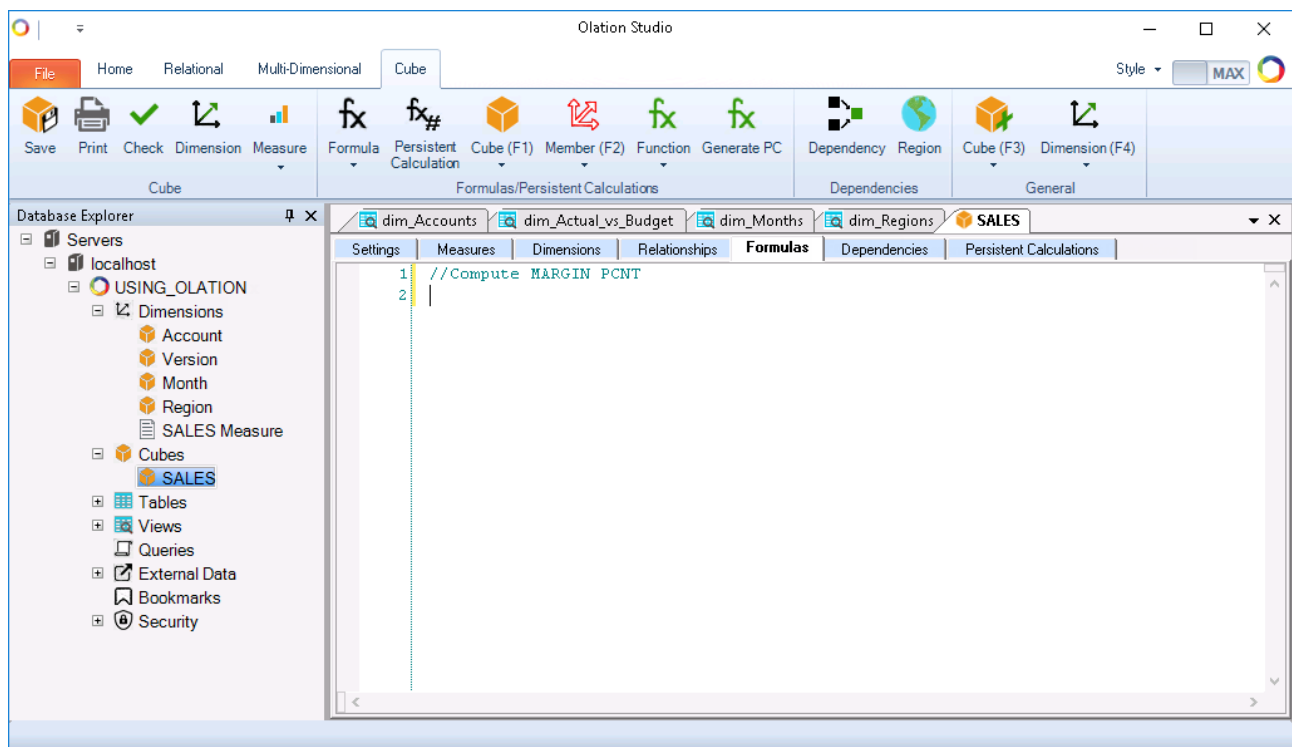 Olation Studio
File Home Relational Multi-Dimensional Cube Style MAX
Save Print Check Dimension Measure Formula Persistent Calculation Cube (F1) Member (F2) Function Generate PC Dependency Region Cube (F3) Dimension (F4)
Cube Formulas/Persistent Calculations Dependencies General
Database Explorer
dim_Accounts dim_Actual_vs_Budget dim_Months dim_Regions SALES
Settings Measures Dimensions Relationships Formulas Dependencies Persistent Calculations
1 //Compute MARGIN PCNT
2
Servers
localhost
USING_OLATION
Dimensions
Account
Version
Month
Region
SALES Measure
Cubes
SALES
Tables
Views
Queries
External Data
Bookmarks
Security